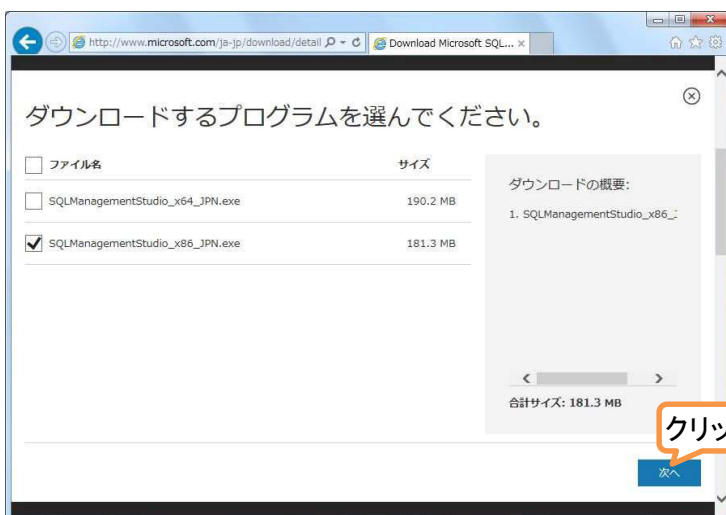 http://www.microsoft.com/ja-jp/download/detail
Download Microsoft SQL...
ダウンロードするプログラムを選んでください。
ファイル名 サイズ
SQLManagementStudio_x64_JPN.exe 190.2 MB
SQLManagementStudio_x86_JPN.exe 181.3 MB
ダウンロードの概要:
1. SQLManagementStudio_x86_
合計サイズ: 181.3 MB
クリッ
次へ